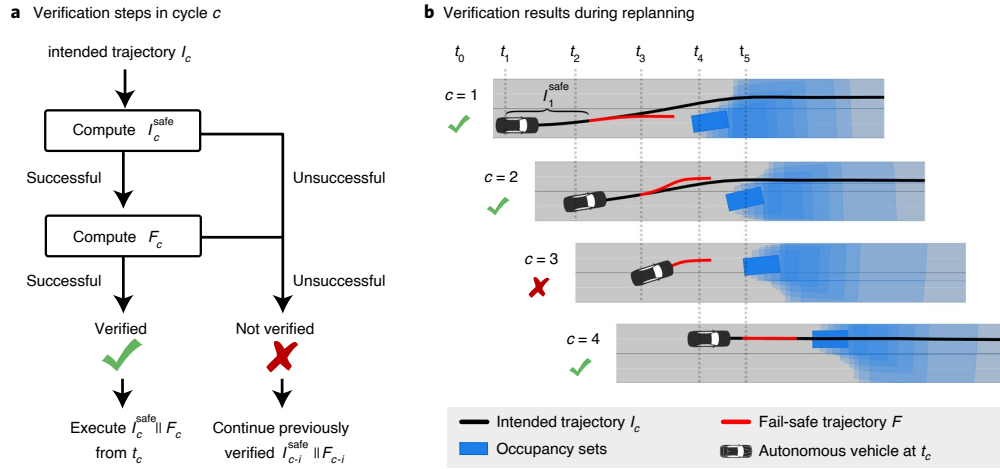 a Verification steps in cycle c
intended trajectory I_c
Compute I_c^safe
Successful
Unsuccessful
Compute F_c
Successful
Unsuccessful
Verified
Not verified
Execute I_c^safe || F_c
from t_c
Continue previously
verified I_{c-i}^safe || F_{c-i}
b Verification results during replanning
t_0 t_1 t_2 t_3 t_4 t_5
c = 1
I_1^safe
c = 2
c = 3
c = 4
Intended trajectory I_c
Fail-safe trajectory F
Occupancy sets
Autonomous vehicle at t_c